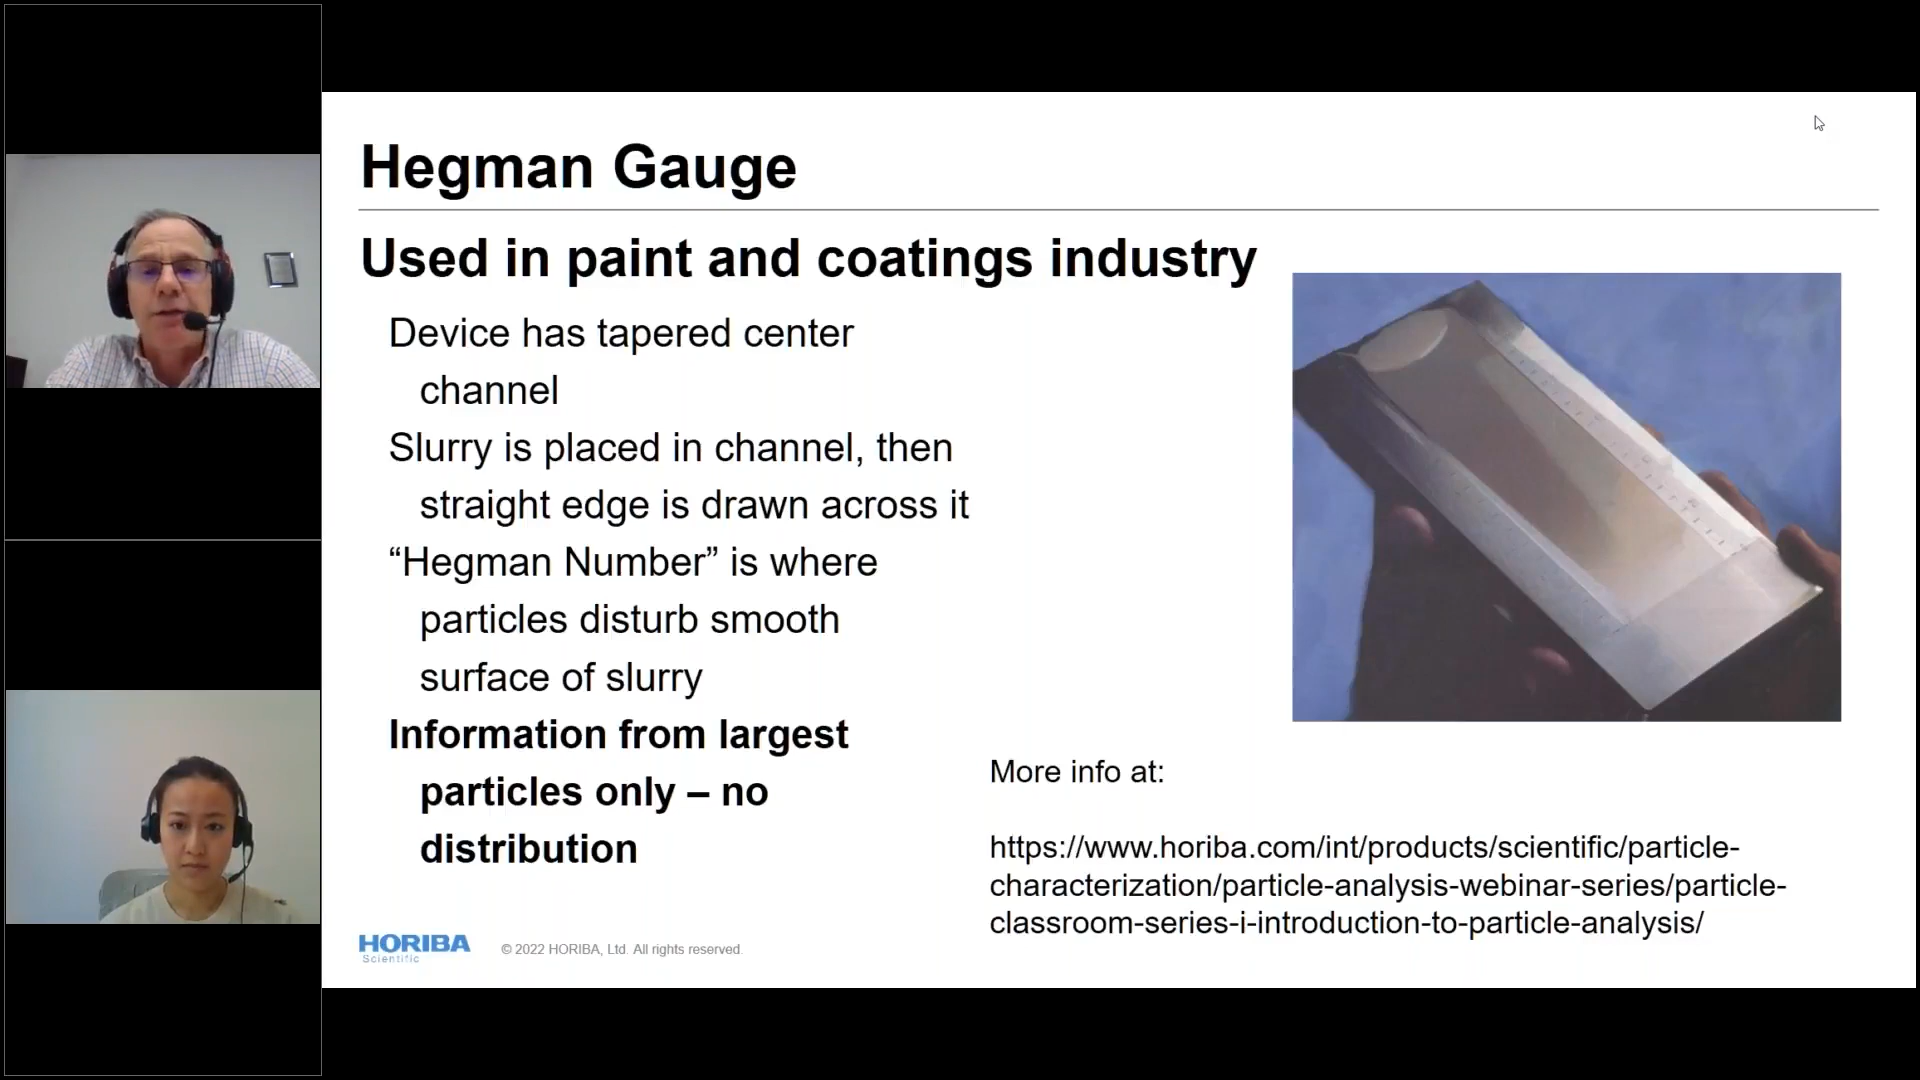 Hegman Gauge
Used in paint and coatings industry
Device has tapered center
channel
Slurry is placed in channel, then
straight edge is drawn across it
“Hegman Number” is where
particles disturb smooth
surface of slurry
Information from largest
particles only – no
distribution
More info at:
https://www.horiba.com/int/products/scientific/particle-
characterization/particle-analysis-webinar-series/particle-
classroom-series-i-introduction-to-particle-analysis/
HORIBA
Scientific
© 2022 HORIBA, Ltd. All rights reserved.